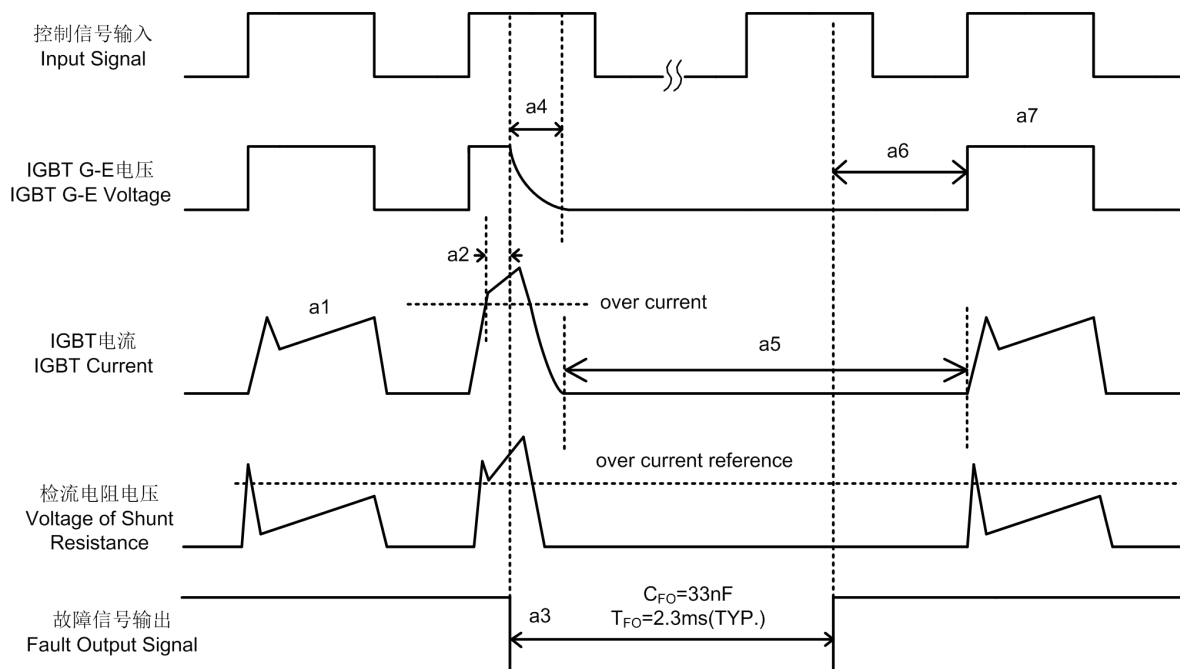 控制信号输入
Input Signal
a4
a7
IGBT G-E电压
IGBT G-E Voltage
a6
a2
over current
a1
IGBT电流
IGBT Current
a5
over current reference
检流电阻电压
Voltage of Shunt
Resistance
故障信号输出
Fault Output Signal
a3
CFO=33nF
TFO=2.3ms(TYP.)